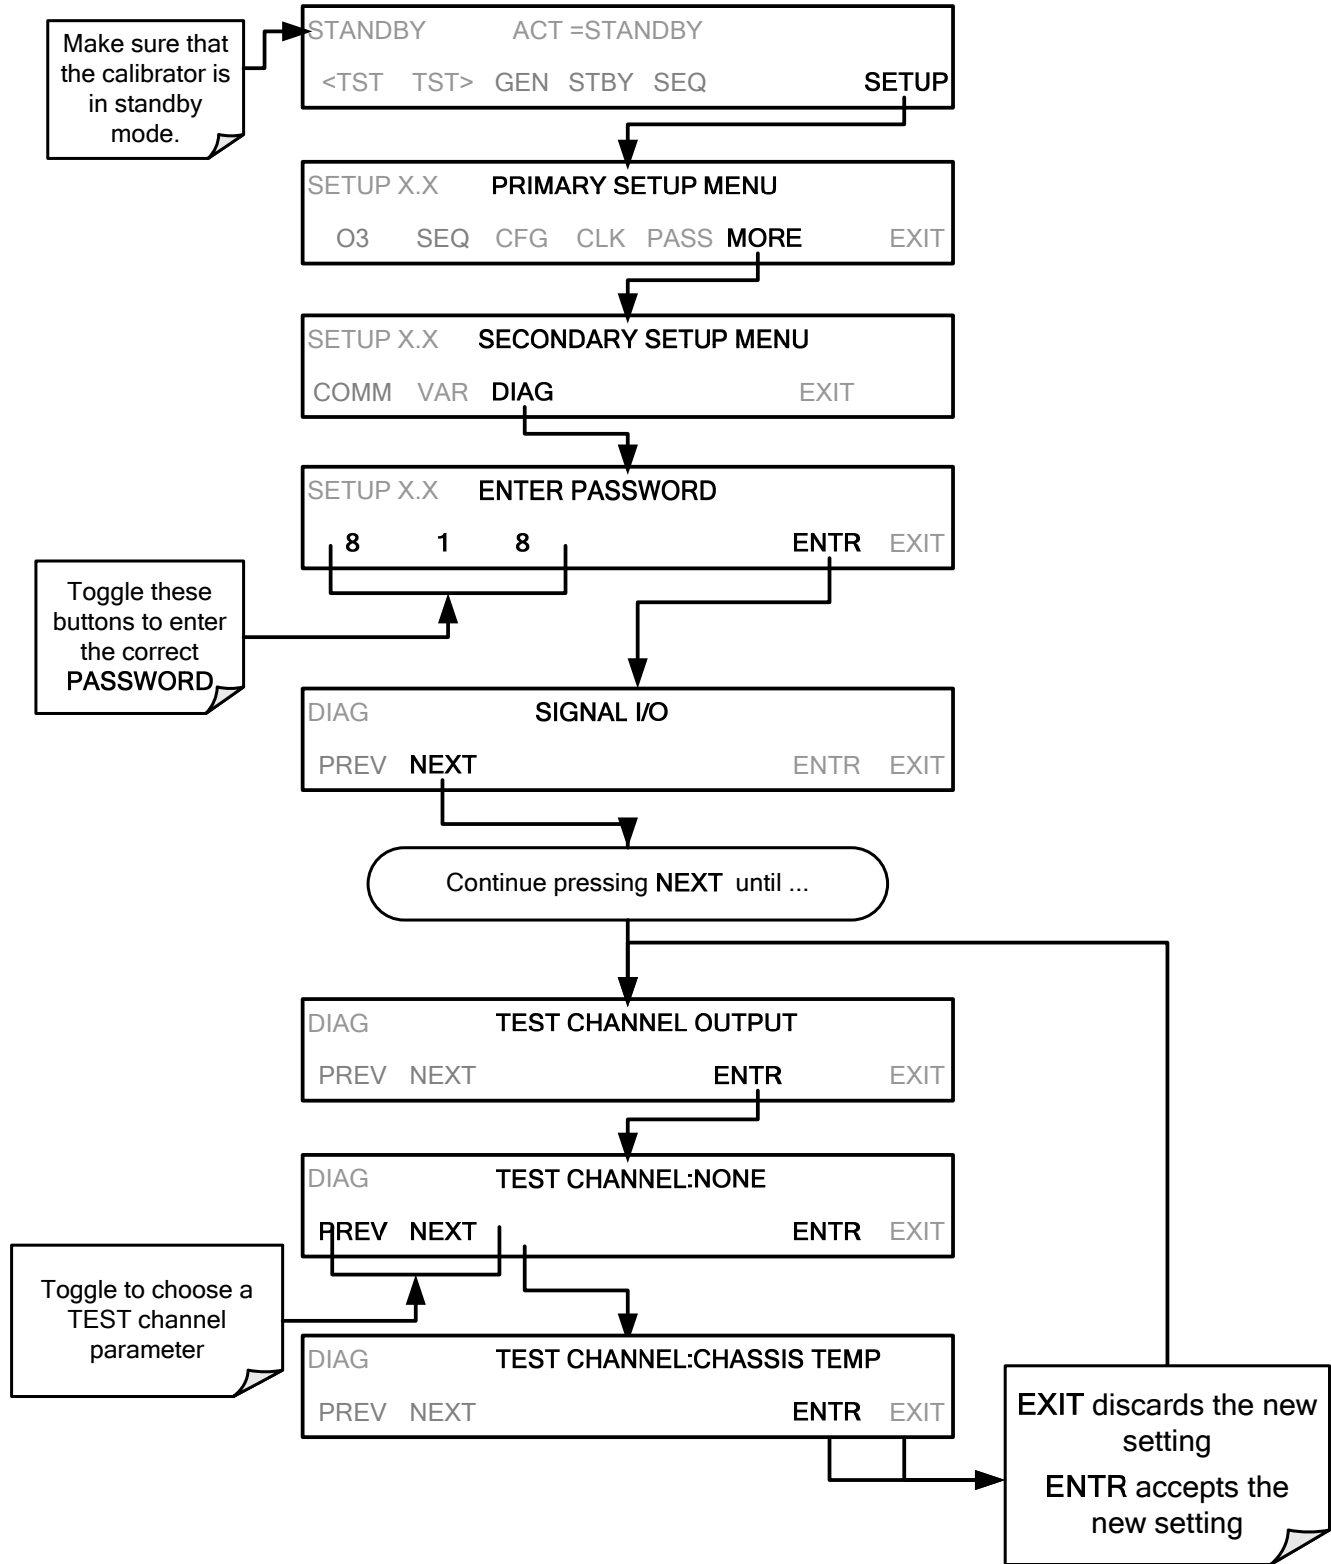 Make sure that
the calibrator is
in standby
mode.
STANDBY ACT =STANDBY
<TST TST> GEN STBY SEQ SETUP
SETUP X.X PRIMARY SETUP MENU
O3 SEQ CFG CLK PASS MORE EXIT
SETUP X.X SECONDARY SETUP MENU
COMM VAR DIAG EXIT
SETUP X.X ENTER PASSWORD
8 1 8 ENTR EXIT
Toggle these
buttons to enter
the correct
PASSWORD
DIAG SIGNAL I/O
PREV NEXT ENTR EXIT
Continue pressing NEXT until ...
DIAG TEST CHANNEL OUTPUT
PREV NEXT ENTR EXIT
DIAG TEST CHANNEL:NONE
PREV NEXT ENTR EXIT
Toggle to choose a
TEST channel
parameter
DIAG TEST CHANNEL:CHASSIS TEMP
PREV NEXT ENTR EXIT
EXIT discards the new
setting
ENTR accepts the
new setting